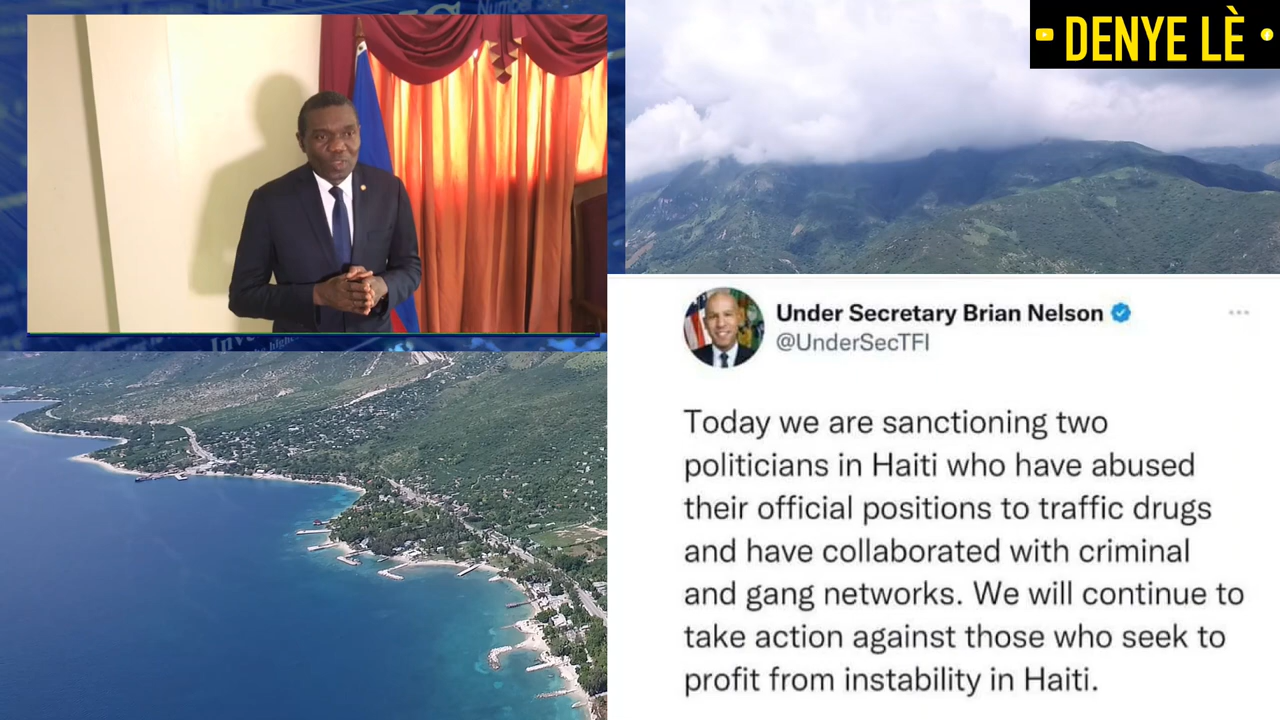 DENYE LÈ
Number
Under Secretary Brian Nelson
@UnderSecTFI
Today we are sanctioning two
politicians in Haiti who have abused
their official positions to traffic drugs
and have collaborated with criminal
and gang networks. We will continue to
take action against those who seek to
profit from instability in Haiti.